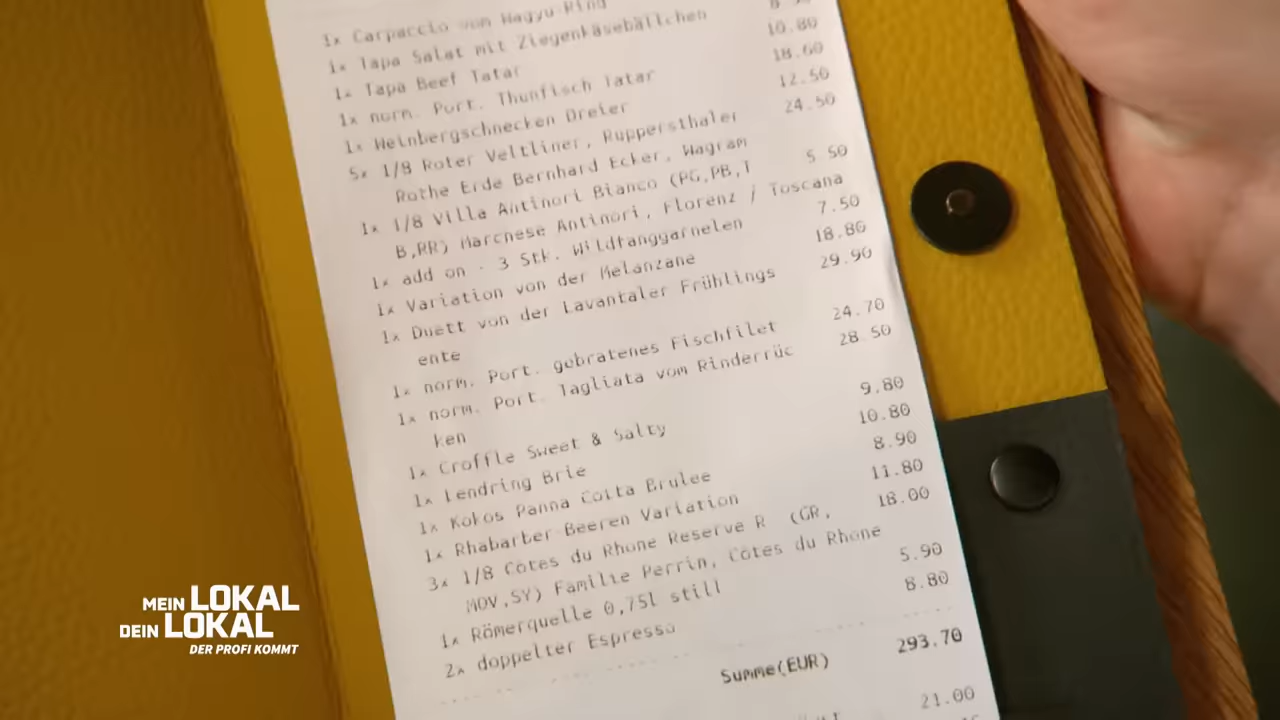 1x Carpaccio vom Wagyu-Ring
1x Tapa Salat mit Ziegenkäsebällchen
1x Tapa Beef Tatar 10.80
1x norm. Port. Thunfisch Tatar 18.60
1x Weinbergschnecken Dreier 12.50
5x 1/8 Roter Veltliner, Ruppersthaler 24.50
Rothe Erde Bernhard Ecker, Wagram
1x 1/8 Villa Antinori Bianco (PG,PB,T 5.50
B,RR) Marchese Antinori, Florenz / Toscana
1x add on - 3 Stk. Wildfanggarnelen 7.50
1x Variation von der Melanzane 18.80
1x Duett von der Lavantaler Frühlings 29.90
ente
1x norm. Port. gebratenes Fischfilet 24.70
1x norm. Port. Tagliata vom Rinderrüc 28.50
ken
1x Croffle Sweet & Salty 9.80
1x Lendring Brie 10.80
1x Kokos Panna Cotta Brulee 8.90
1x Rhabarber-Beeren Variation 11.80
3x 1/8 Côtes du Rhone Reserve R (GR, 18.00
MOV,SY) Familie Perrin, Côtes du Rhone
1x Römerquelle 0,75l still 5.90
2x doppelter Espresso 8.80
Summe(EUR) 293.70
21.00
MEIN LOKAL
DEIN LOKAL
DER PROFI KOMMT